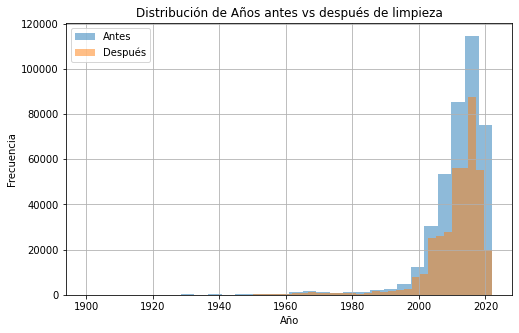 Distribución de Años antes vs después de limpieza
Antes
Después
120000
100000
80000
60000
40000
20000
0
Frecuencia
1900 1920 1940 1960 1980 2000 2020
Año